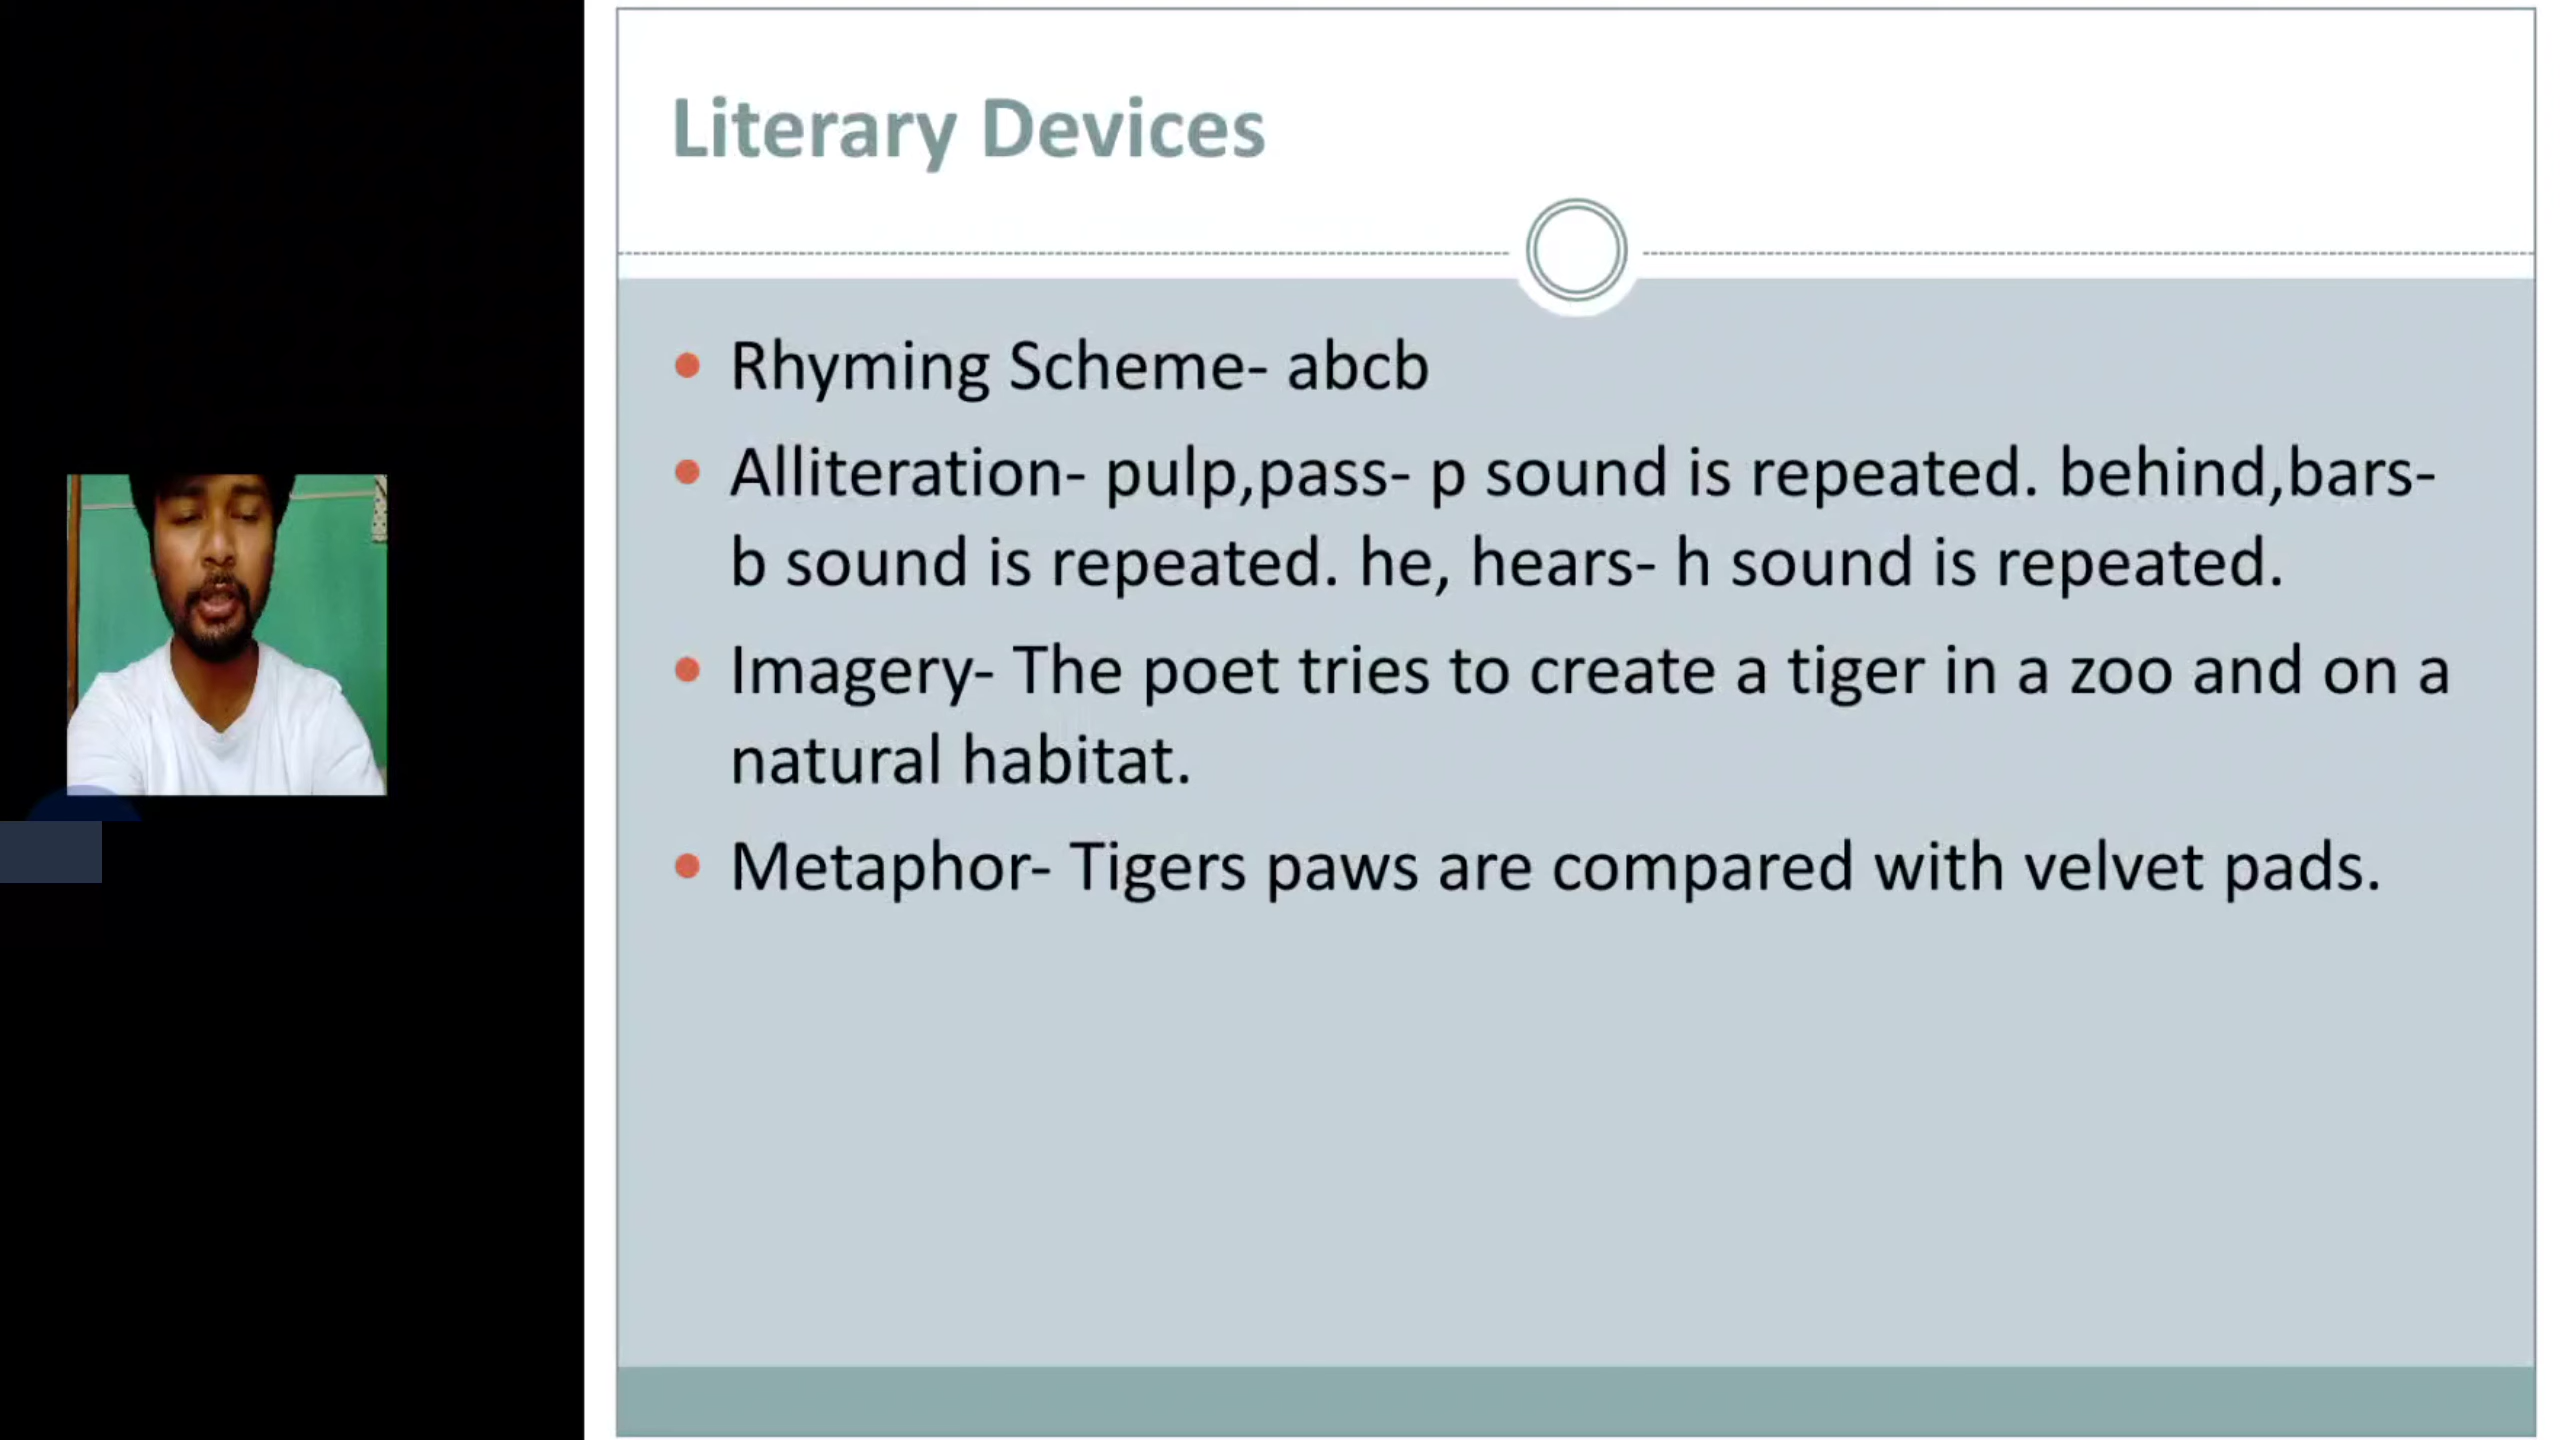 Literary Devices
Rhyming Scheme- abcb
Alliteration- pulp,pass- p sound is repeated. behind,bars-
b sound is repeated. he, hears- h sound is repeated.
Imagery- The poet tries to create a tiger in a zoo and on a
natural habitat.
Metaphor- Tigers paws are compared with velvet pads.